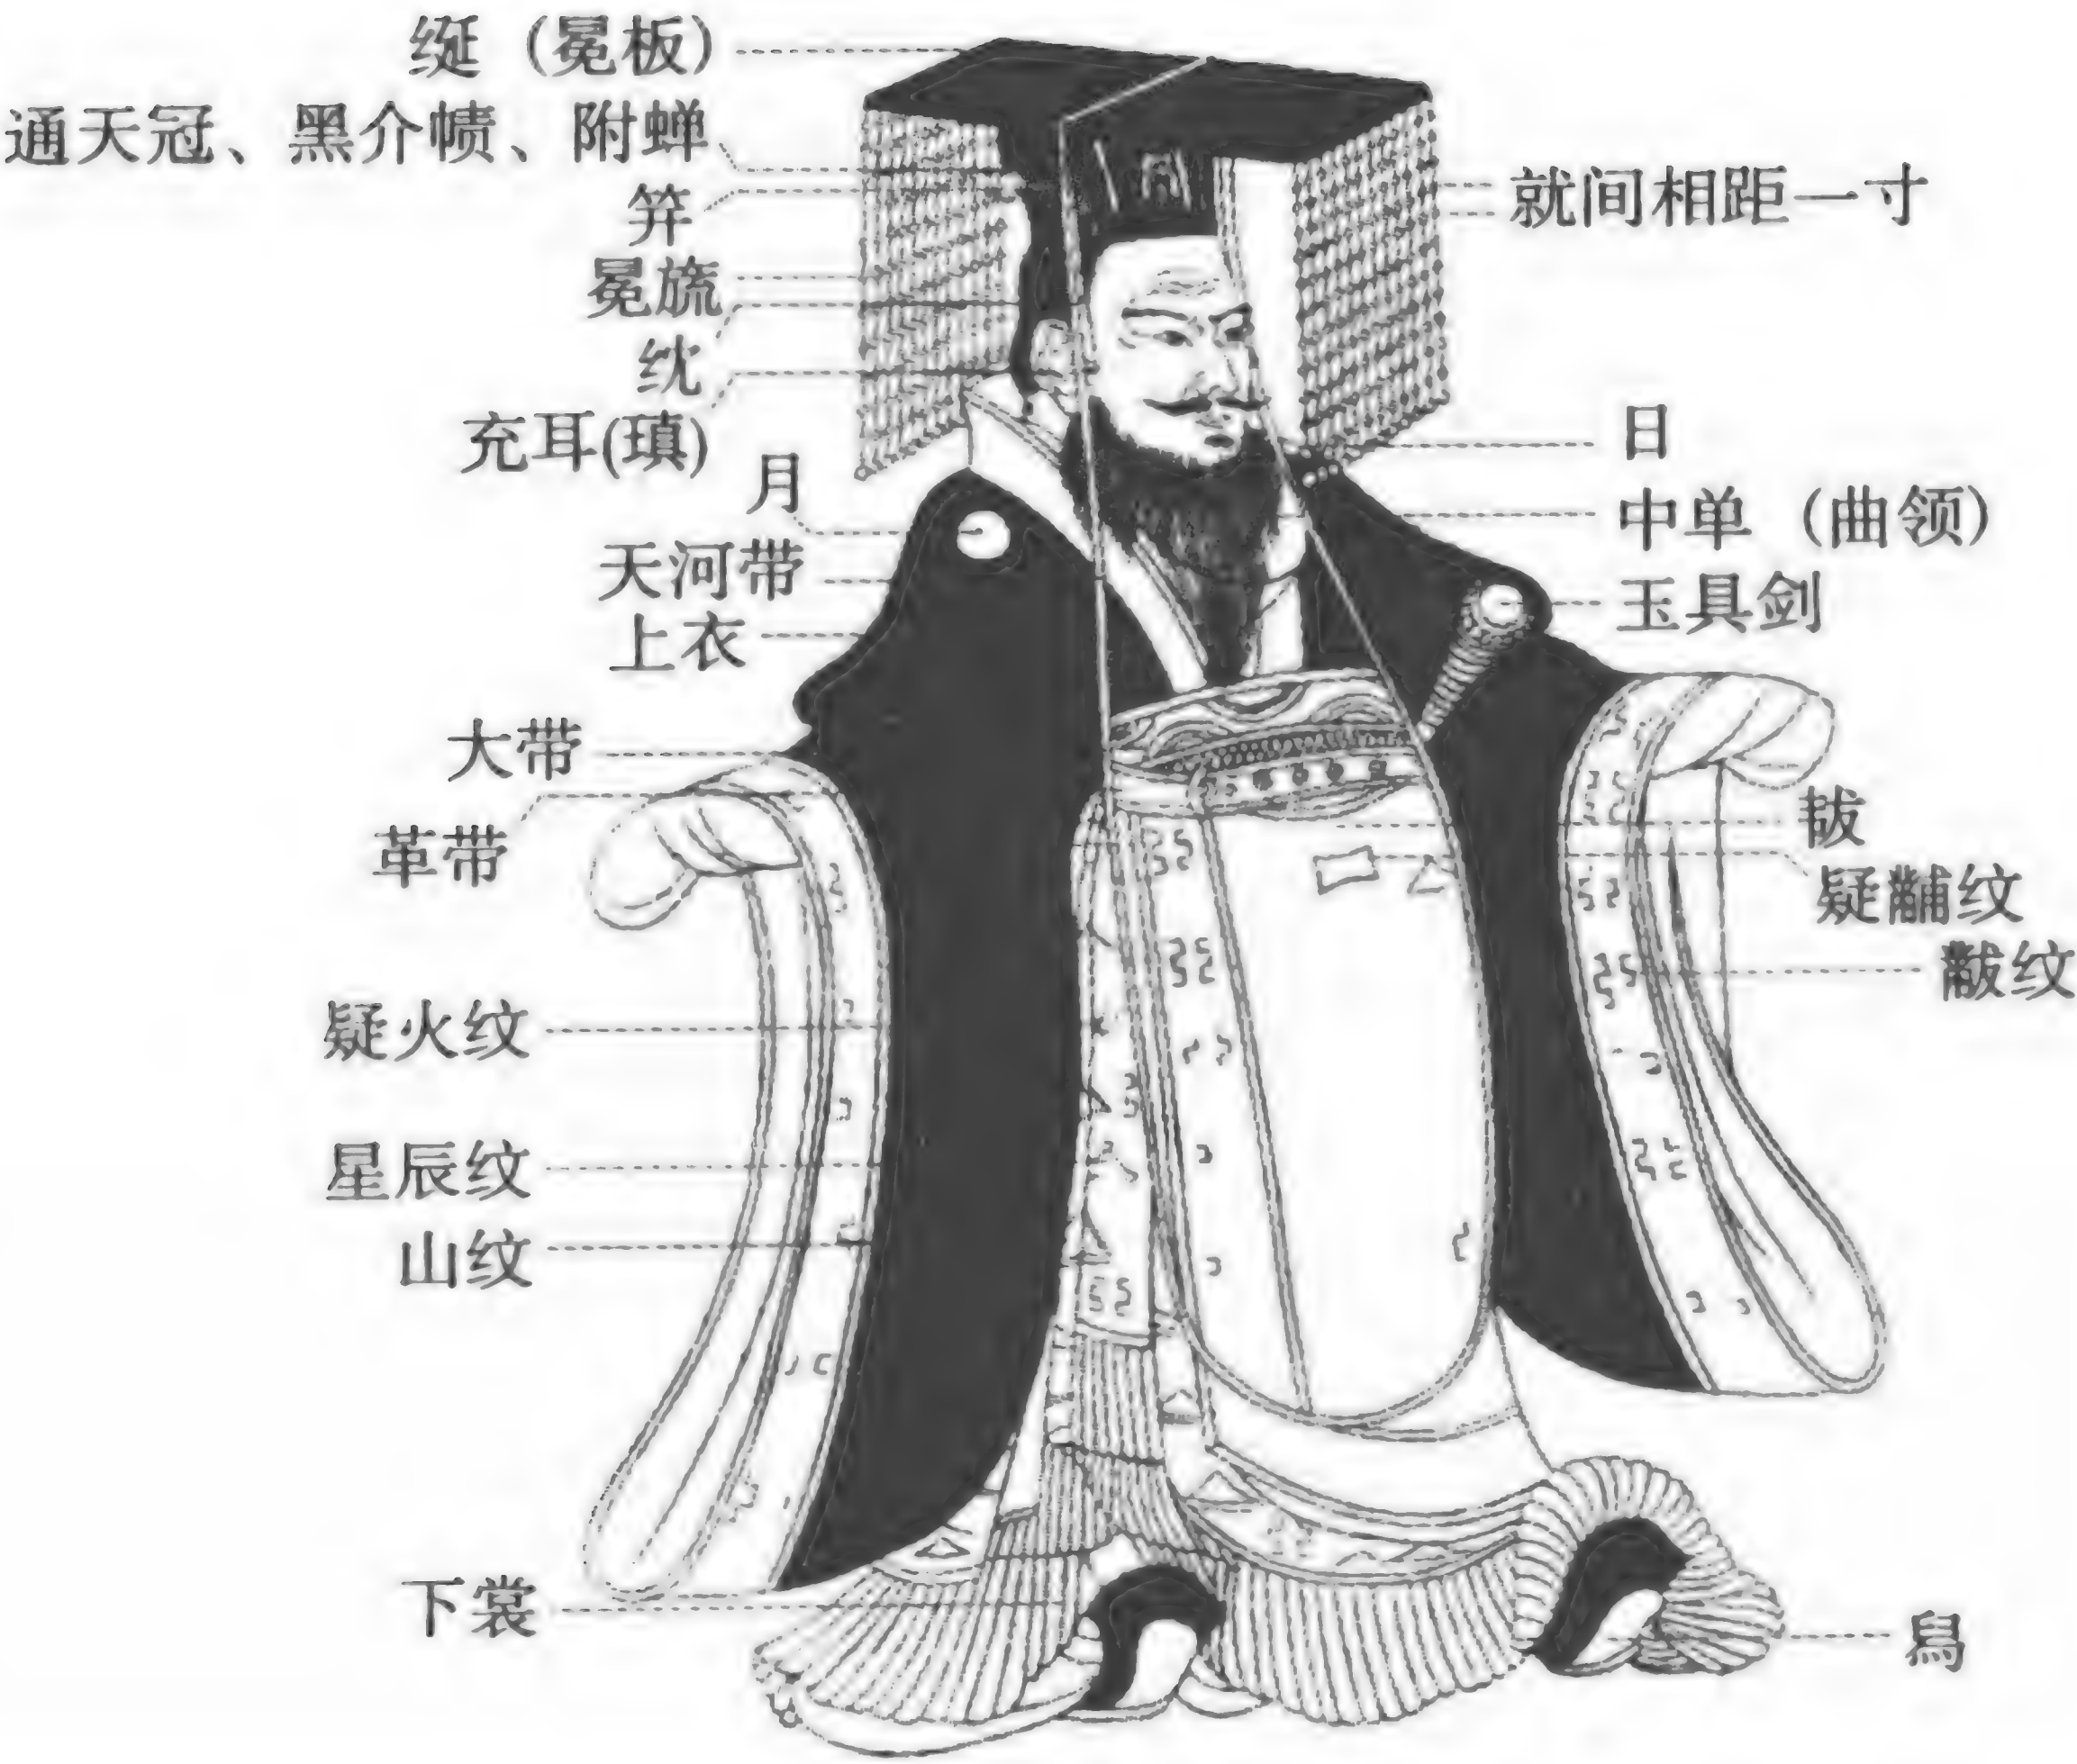 綖（冕板）
通天冠、黑介帻、附蝉
笄
冕旒
纮
充耳(瑱)
月
天河带
上衣
大带
革带
疑火纹
星辰纹
山纹
下裳
就间相距一寸
日
中单（曲领）
玉具剑
韨
疑黼纹
黻纹
舄